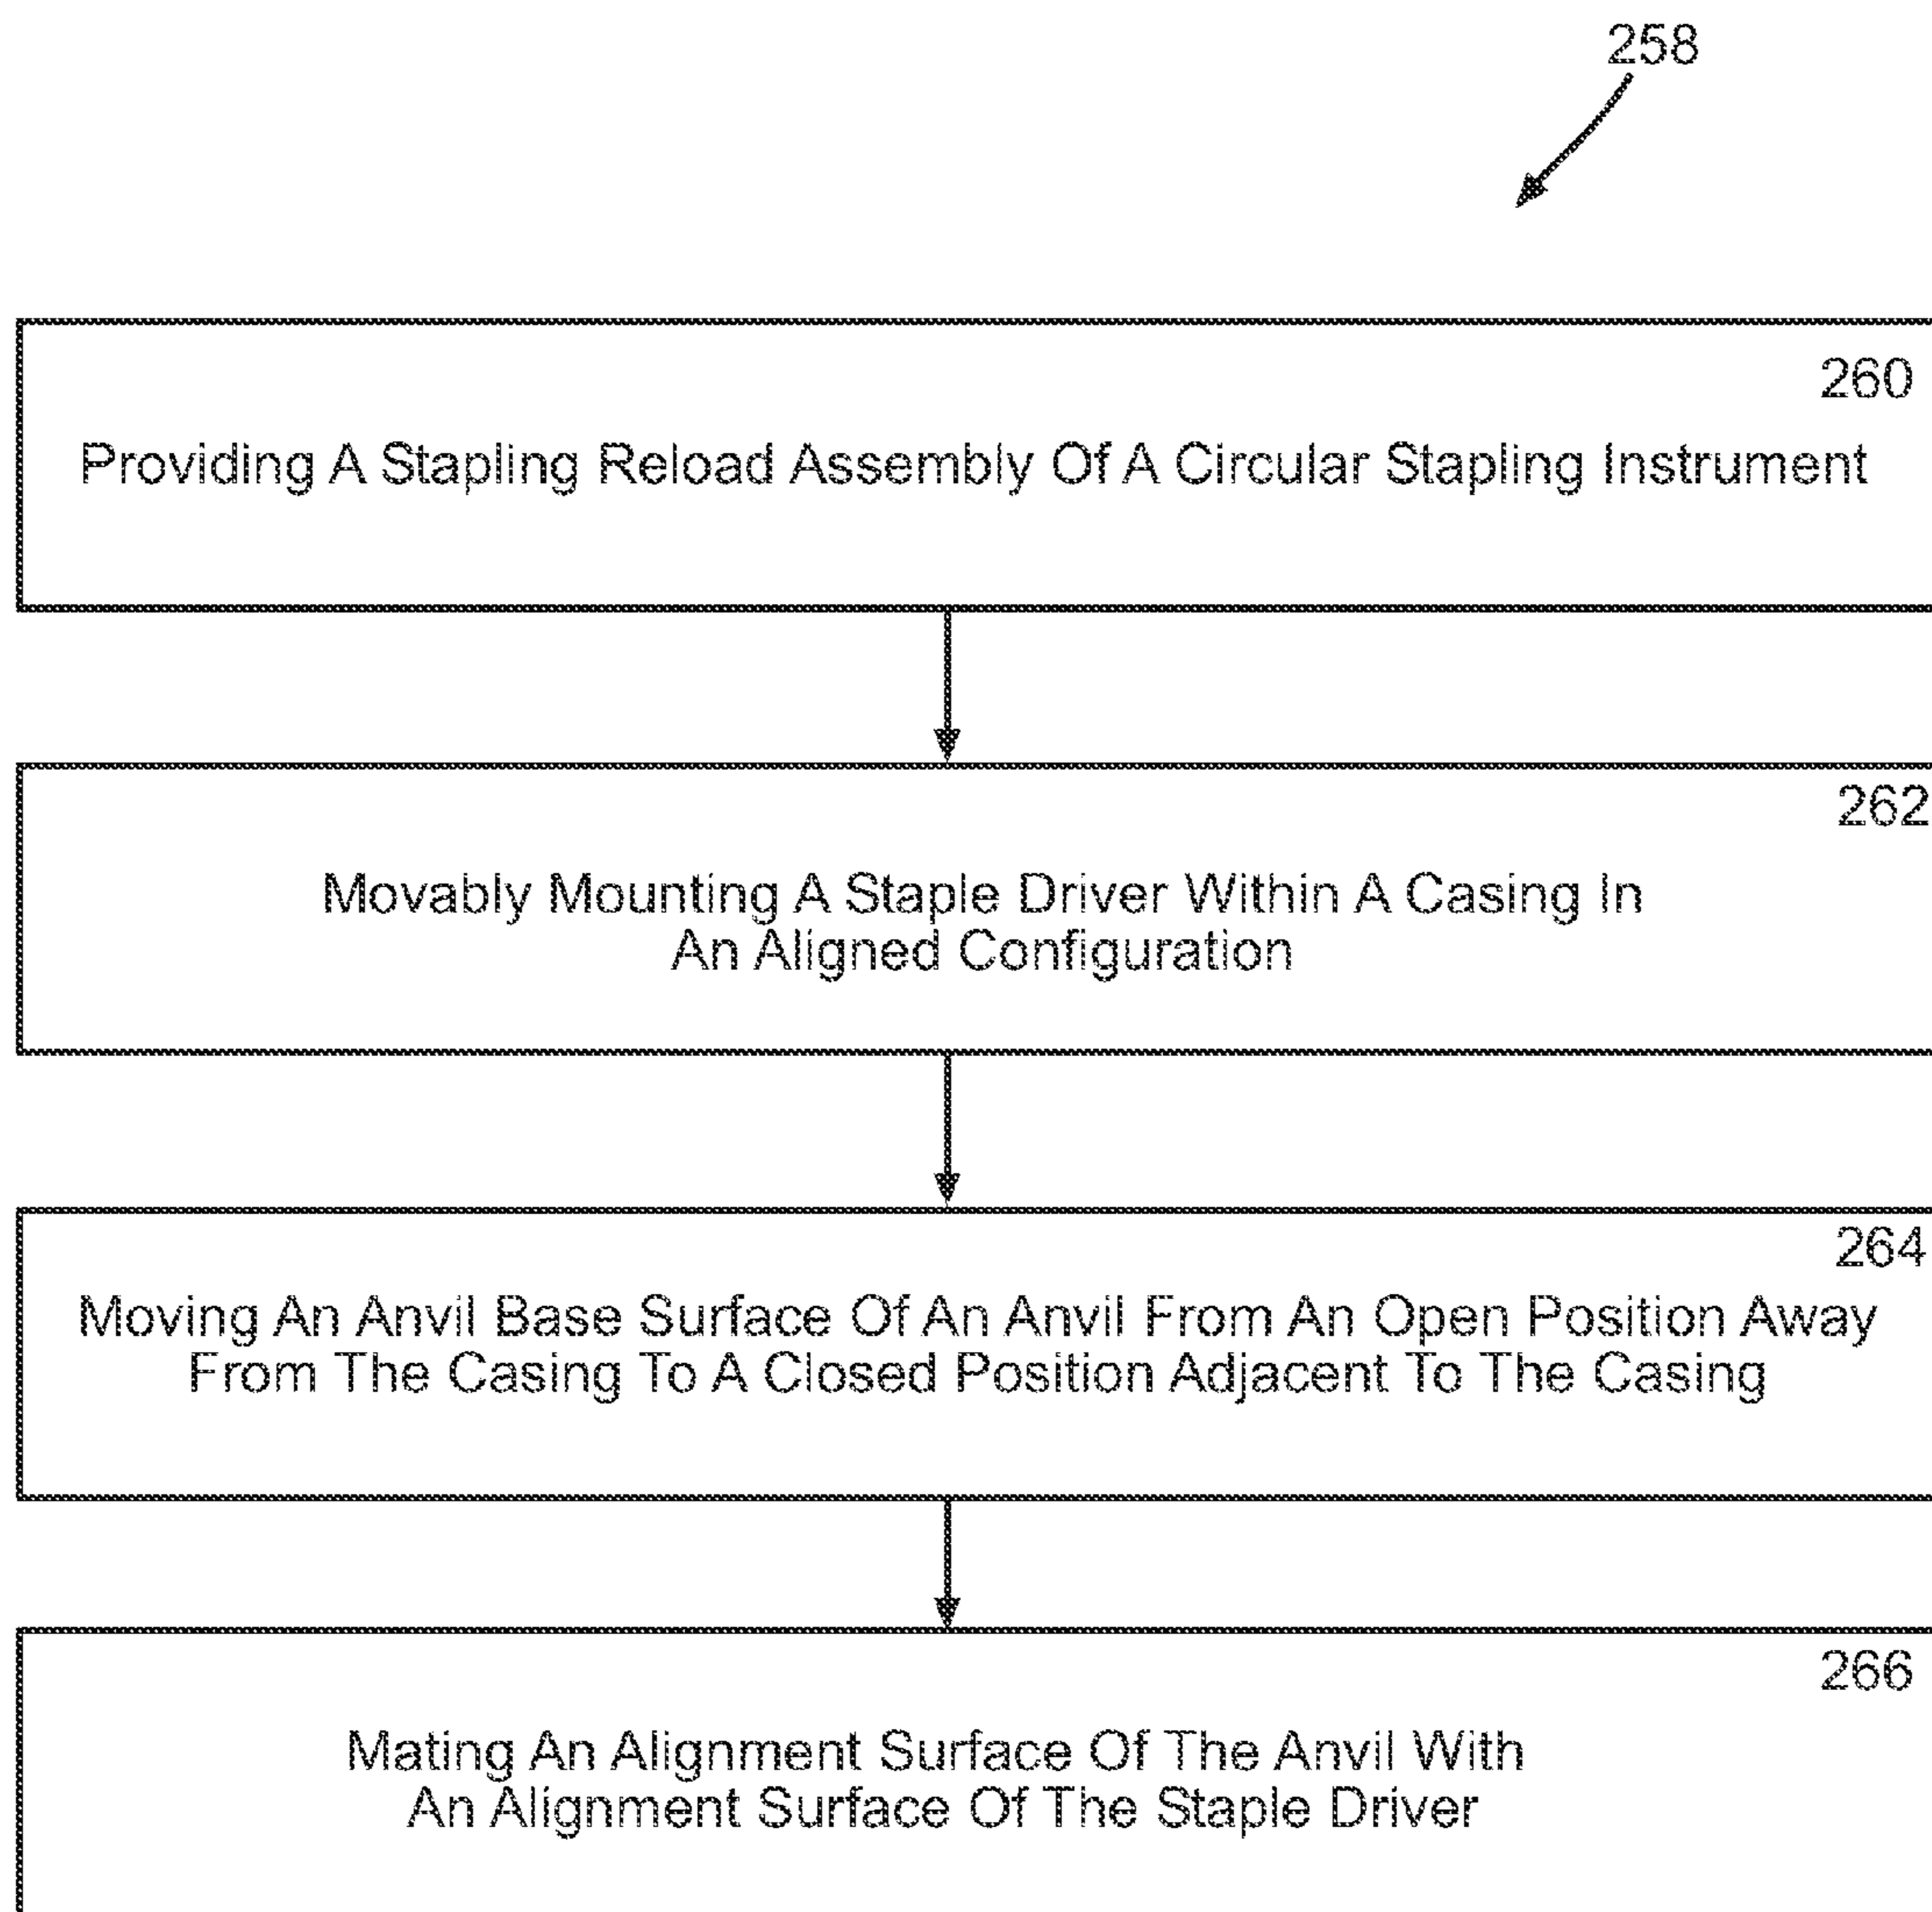 258
260
Providing A Stapling Reload Assembly Of A Circular Stapling Instrument
262
Movably Mounting A Staple Driver Within A Casing In
An Aligned Configuration
264
Moving An Anvil Base Surface Of An Anvil From An Open Position Away
From The Casing To A Closed Position Adjacent To The Casing
266
Mating An Alignment Surface Of The Anvil With
An Alignment Surface Of The Staple Driver